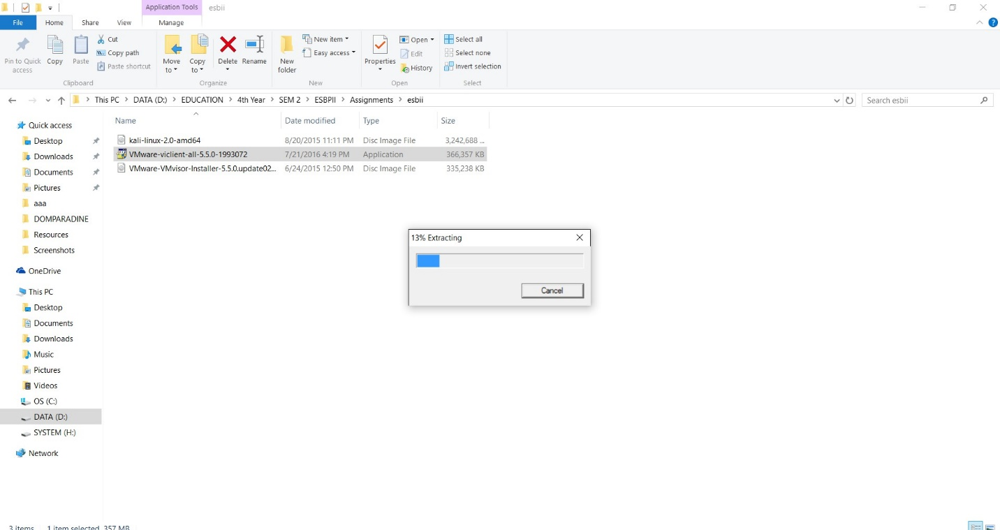 Application Tools esbii
File Home Share View Manage
Pin to Quick access
Copy
Paste
Cut
Copy path
Paste shortcut
Clipboard
Move to
Copy to
Delete
Rename
Organize
New folder
New item
Easy access
New
Properties
Open
Edit
History
Open
Select all
Select none
Invert selection
Select
This PC DATA (D:) EDUCATION 4th Year SEM 2 ESBPII Assignments esbii
Search esbii
Name Date modified Type Size
kali-linux-2.0-amd64 8/20/2015 11:11 PM Disc Image File 3,242,688 ...
VMware-viclient-all-5.5.0-1993072 7/21/2016 4:19 PM Application 366,357 KB
VMware-VMvisor-Installer-5.5.0.update02... 6/24/2015 12:50 PM Disc Image File 335,238 KB
Quick access
Desktop
Downloads
Documents
Pictures
aaa
DOMPARADINE
Resources
Screenshots
OneDrive
This PC
Desktop
Documents
Downloads
Music
Pictures
Videos
OS (C:)
DATA (D:)
SYSTEM (H:)
Network
13% Extracting
Cancel
3 items 1 item selected 357 MB